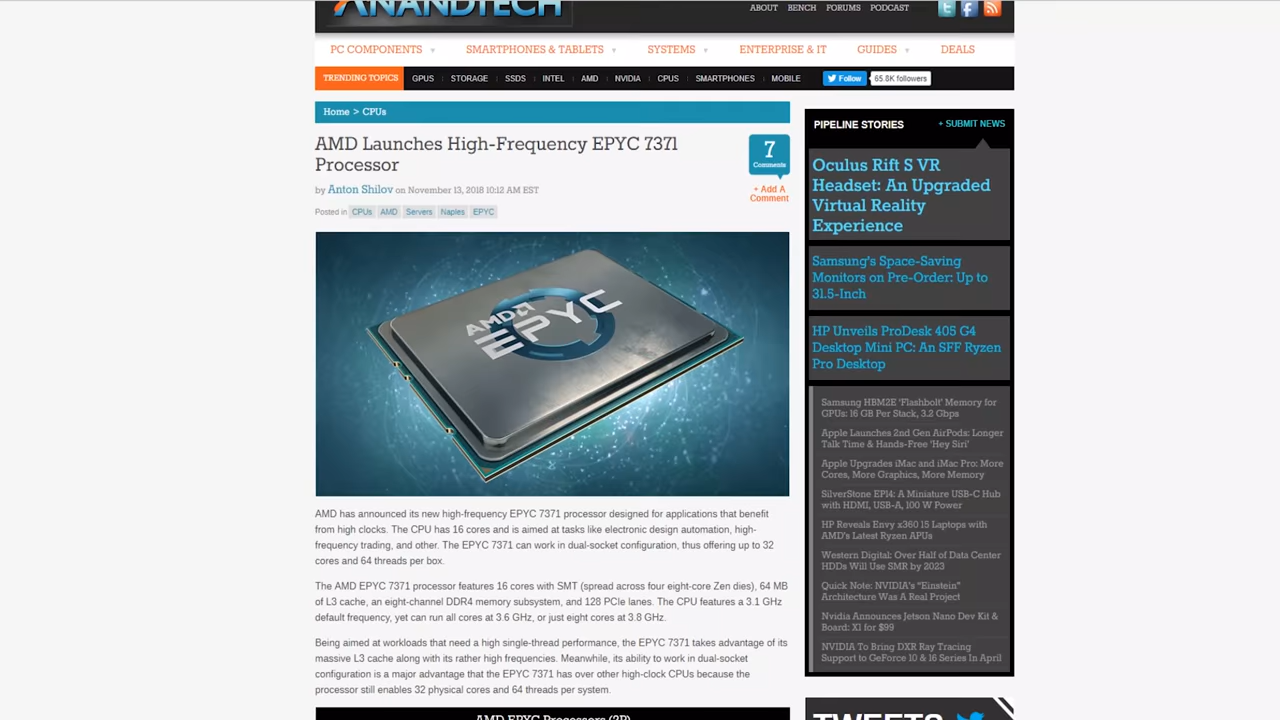 ANANDTECH
ABOUT BENCH FORUMS PODCAST
PC COMPONENTS SMARTPHONES & TABLETS SYSTEMS ENTERPRISE & IT GUIDES DEALS
TRENDING TOPICS GPUS STORAGE SSDS INTEL AMD NVIDIA CPUS SMARTPHONES MOBILE Follow 65.8K followers
Home > CPUs
AMD Launches High-Frequency EPYC 7371
Processor
7
Comments
+ Add A
Comment
by Anton Shilov on November 13, 2018 10:12 AM EST
Posted in CPUs AMD Servers Naples EPYC
AMD
EPYC
AMD has announced its new high-frequency EPYC 7371 processor designed for applications that benefit
from high clocks. The CPU has 16 cores and is aimed at tasks like electronic design automation, high-
frequency trading, and other. The EPYC 7371 can work in dual-socket configuration, thus offering up to 32
cores and 64 threads per box.
The AMD EPYC 7371 processor features 16 cores with SMT (spread across four eight-core Zen dies), 64 MB
of L3 cache, an eight-channel DDR4 memory subsystem, and 128 PCIe lanes. The CPU features a 3.1 GHz
default frequency, yet can run all cores at 3.6 GHz, or just eight cores at 3.8 GHz.
Being aimed at workloads that need a high single-thread performance, the EPYC 7371 takes advantage of its
massive L3 cache along with its rather high frequencies. Meanwhile, its ability to work in dual-socket
configuration is a major advantage that the EPYC 7371 has over other high-clock CPUs because the
processor still enables 32 physical cores and 64 threads per system.
AMD EPYC Processors (2P)
PIPELINE STORIES + SUBMIT NEWS
Oculus Rift S VR
Headset: An Upgraded
Virtual Reality
Experience
Samsung's Space-Saving
Monitors on Pre-Order: Up to
31.5-Inch
HP Unveils ProDesk 405 G4
Desktop Mini PC: An SFF Ryzen
Pro Desktop
Samsung HBM2E 'Flashbolt' Memory for
GPUs: 16 GB Per Stack, 3.2 Gbps
Apple Launches 2nd Gen AirPods: Longer
Talk Time & Hands-Free 'Hey Siri'
Apple Upgrades iMac and iMac Pro: More
Cores, More Graphics, More Memory
SilverStone EP14: A Miniature USB-C Hub
with HDMI, USB-A, 100 W Power
HP Reveals Envy x360 15 Laptops with
AMD's Latest Ryzen APUs
Western Digital: Over Half of Data Center
HDDs Will Use SMR by 2023
Quick Note: NVIDIA's "Einstein"
Architecture Was A Real Project
Nvidia Announces Jetson Nano Dev Kit &
Board: X1 for $99
NVIDIA To Bring DXR Ray Tracing
Support to GeForce 10 & 16 Series In April
TWEETS